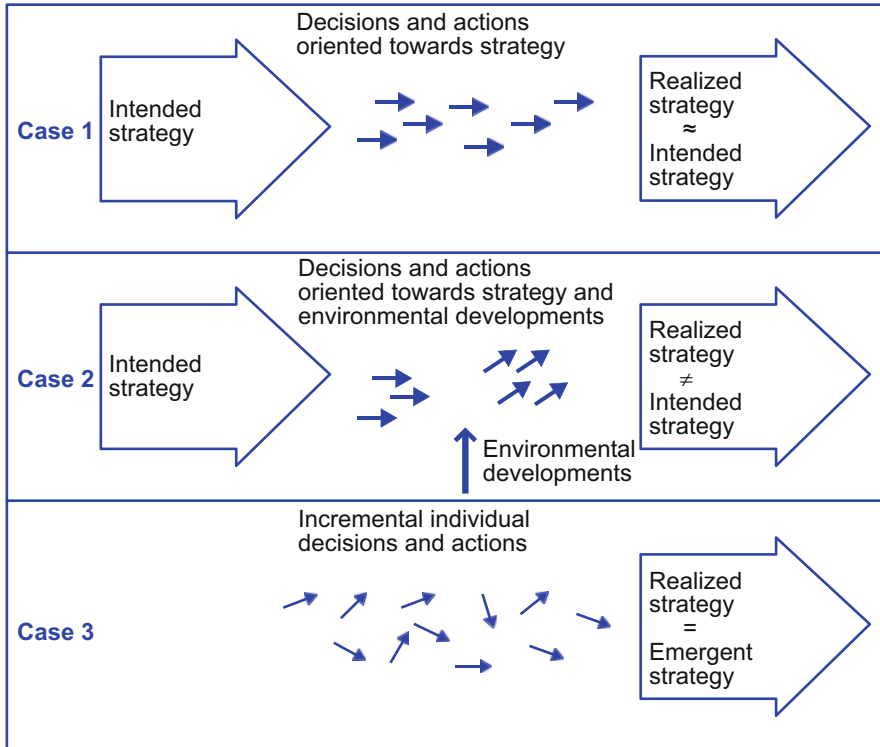 Case 1
Intended
strategy
Decisions and actions
oriented towards strategy
Realized
strategy
≈
Intended
strategy
Case 2
Intended
strategy
Decisions and actions
oriented towards strategy and
environmental developments
Environmental
developments
Realized
strategy
≠
Intended
strategy
Case 3
Incremental individual
decisions and actions
Realized
strategy
=
Emergent
strategy